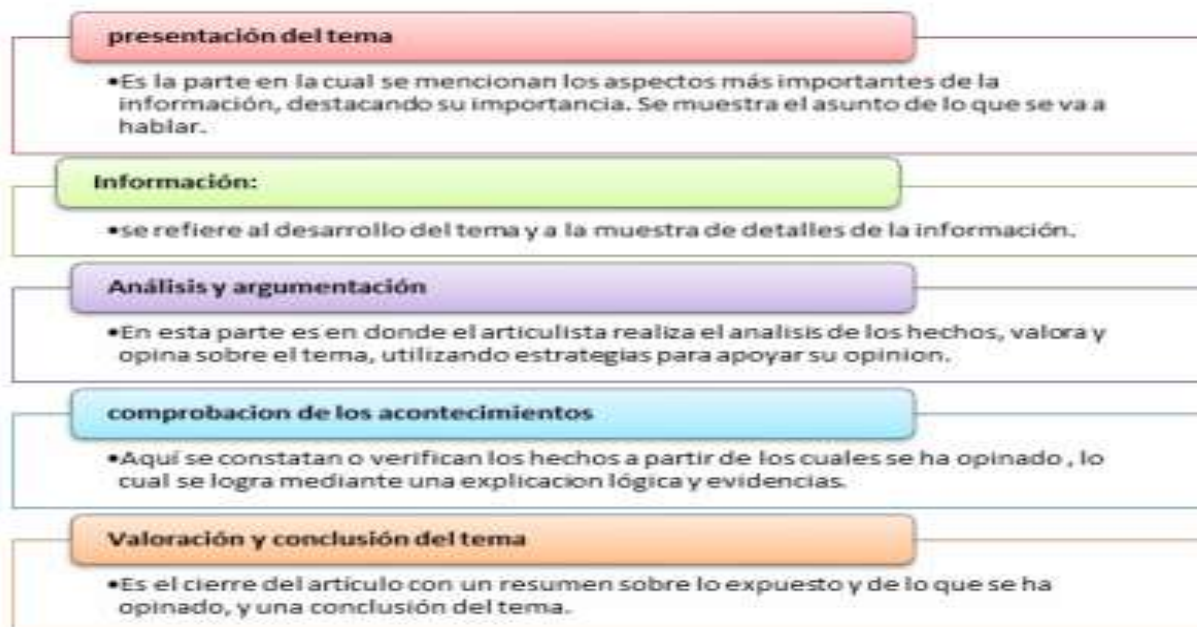 presentación del tema
•Es la parte en la cual se mencionan los aspectos más importantes de la
información, destacando su importancia. Se muestra el asunto de lo que se va a
hablar.
Información:
•se refiere al desarrollo del tema y a la muestra de detalles de la información.
Análisis y argumentación
•En esta parte es en donde el articulista realiza el analisis de los hechos, valora y
opina sobre el tema, utilizando estrategias para apoyar su opinion.
comprobacion de los acontecimientos
•Aquí se constatan o verifican los hechos a partir de los cuales se ha opinado , lo
cual se logra mediante una explicacion lógica y evidencias.
Valoración y conclusión del tema
•Es el cierre del artículo con un resumen sobre lo expuesto y de lo que se ha
opinado, y una conclusión del tema.